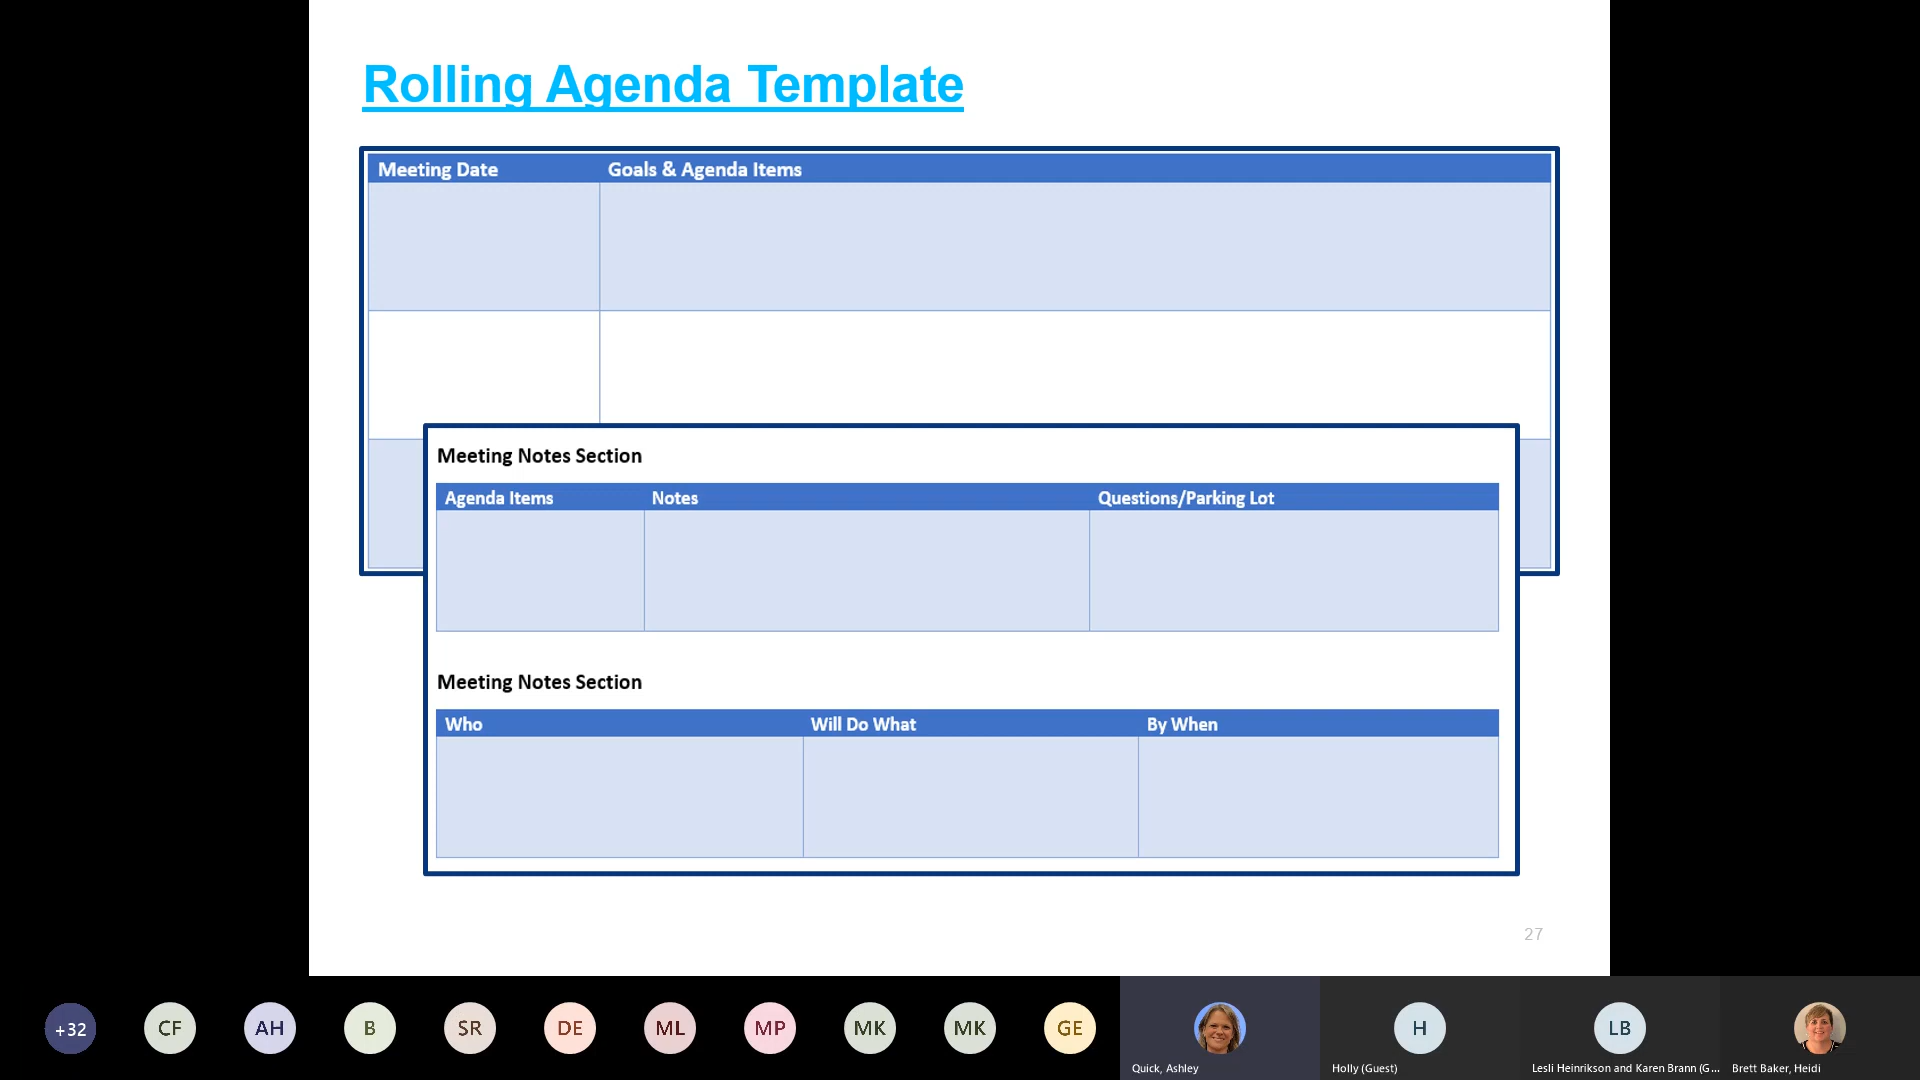 Rolling Agenda Template
Meeting Date Goals & Agenda Items
Meeting Notes Section
Agenda Items Notes Questions/Parking Lot
Meeting Notes Section
Who Will Do What By When
27
+32 CF AH B SR DE ML MP MK MK GE H LB
Quick, Ashley Holly (Guest) Lesli Heinrikson and Karen Brann (G... Brett Baker, Heidi